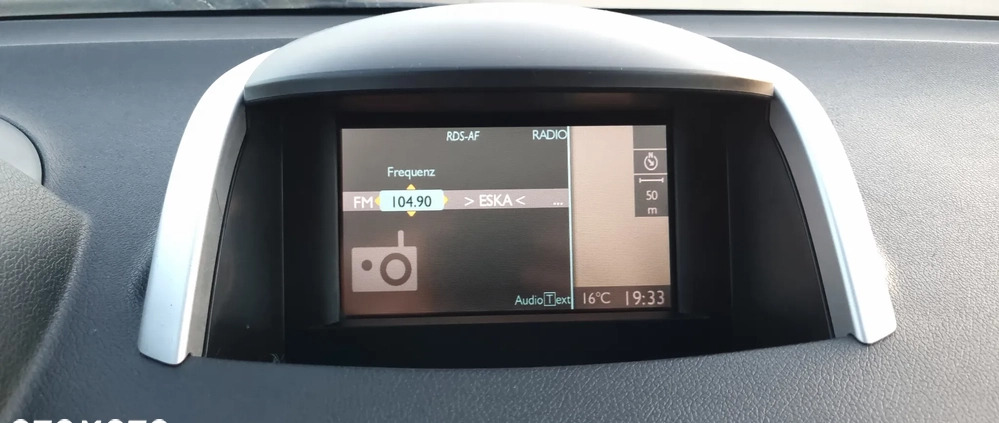 RDS-AF RADIO
Frequenz
FM 104.90 > ESKA < ...
50
m
AudioText 16°C 19:33